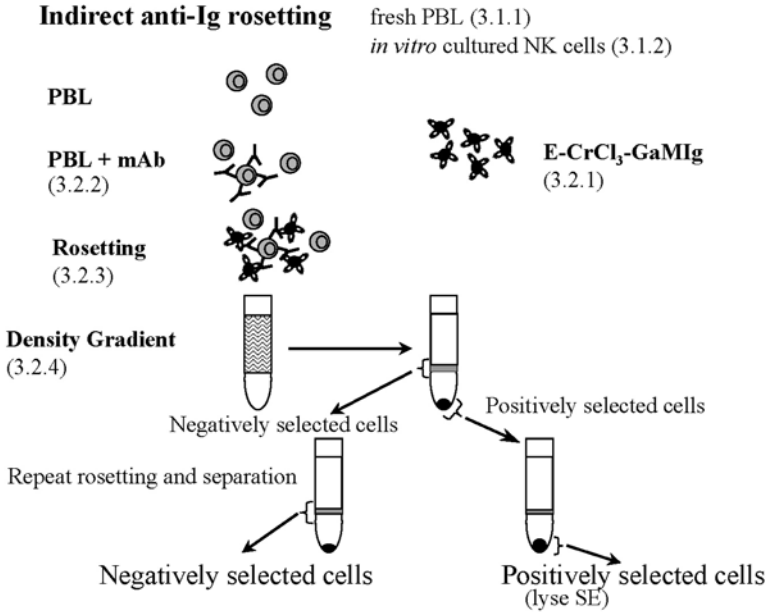 Indirect anti-Ig rosetting
fresh PBL (3.1.1)
in vitro cultured NK cells (3.1.2)
PBL
PBL + mAb
(3.2.2)
E-CrCl₃-GaMIg
(3.2.1)
Rosetting
(3.2.3)
Density Gradient
(3.2.4)
Negatively selected cells
Positively selected cells
Repeat rosetting and separation
Negatively selected cells
Positively selected cells
(lyse SE)